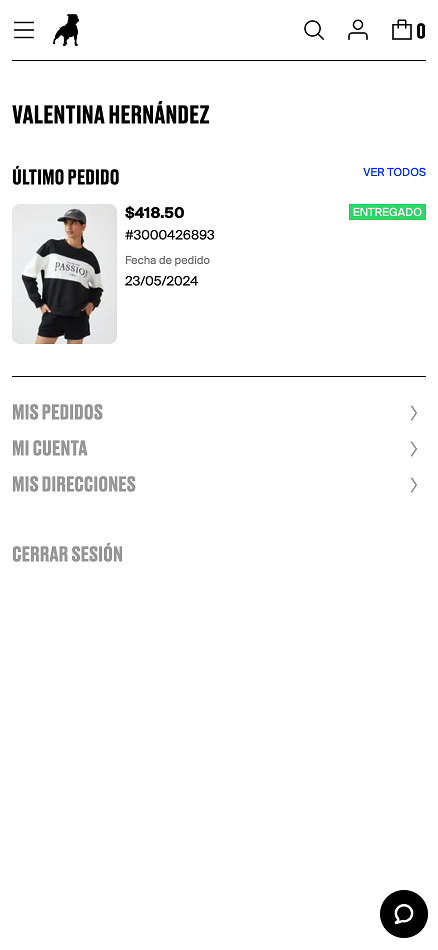 0
VALENTINA HERNÁNDEZ
ÚLTIMO PEDIDO
VER TODOS
PASSION
$418.50
ENTREGADO
#3000426893
Fecha de pedido
23/05/2024
MIS PEDIDOS
MI CUENTA
MIS DIRECCIONES
CERRAR SESIÓN